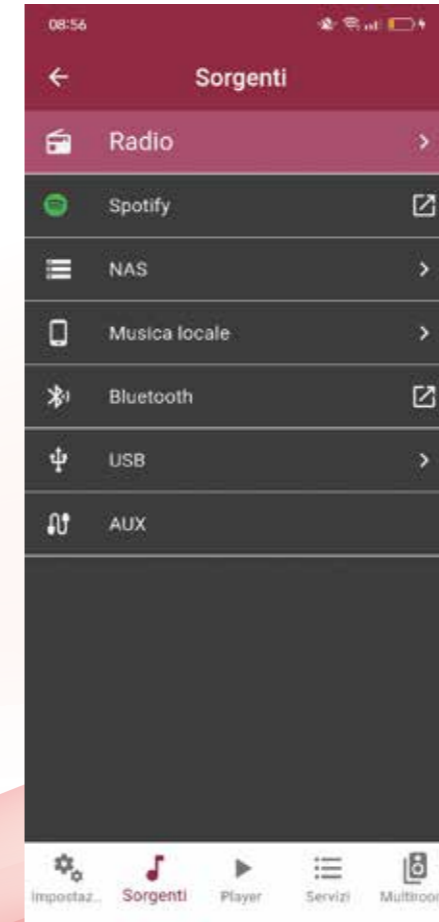 08:56
Sorgenti
Radio
Spotify
NAS
Musica locale
Bluetooth
USB
AUX
Impostaz... Sorgenti Player Servizi Multiroo